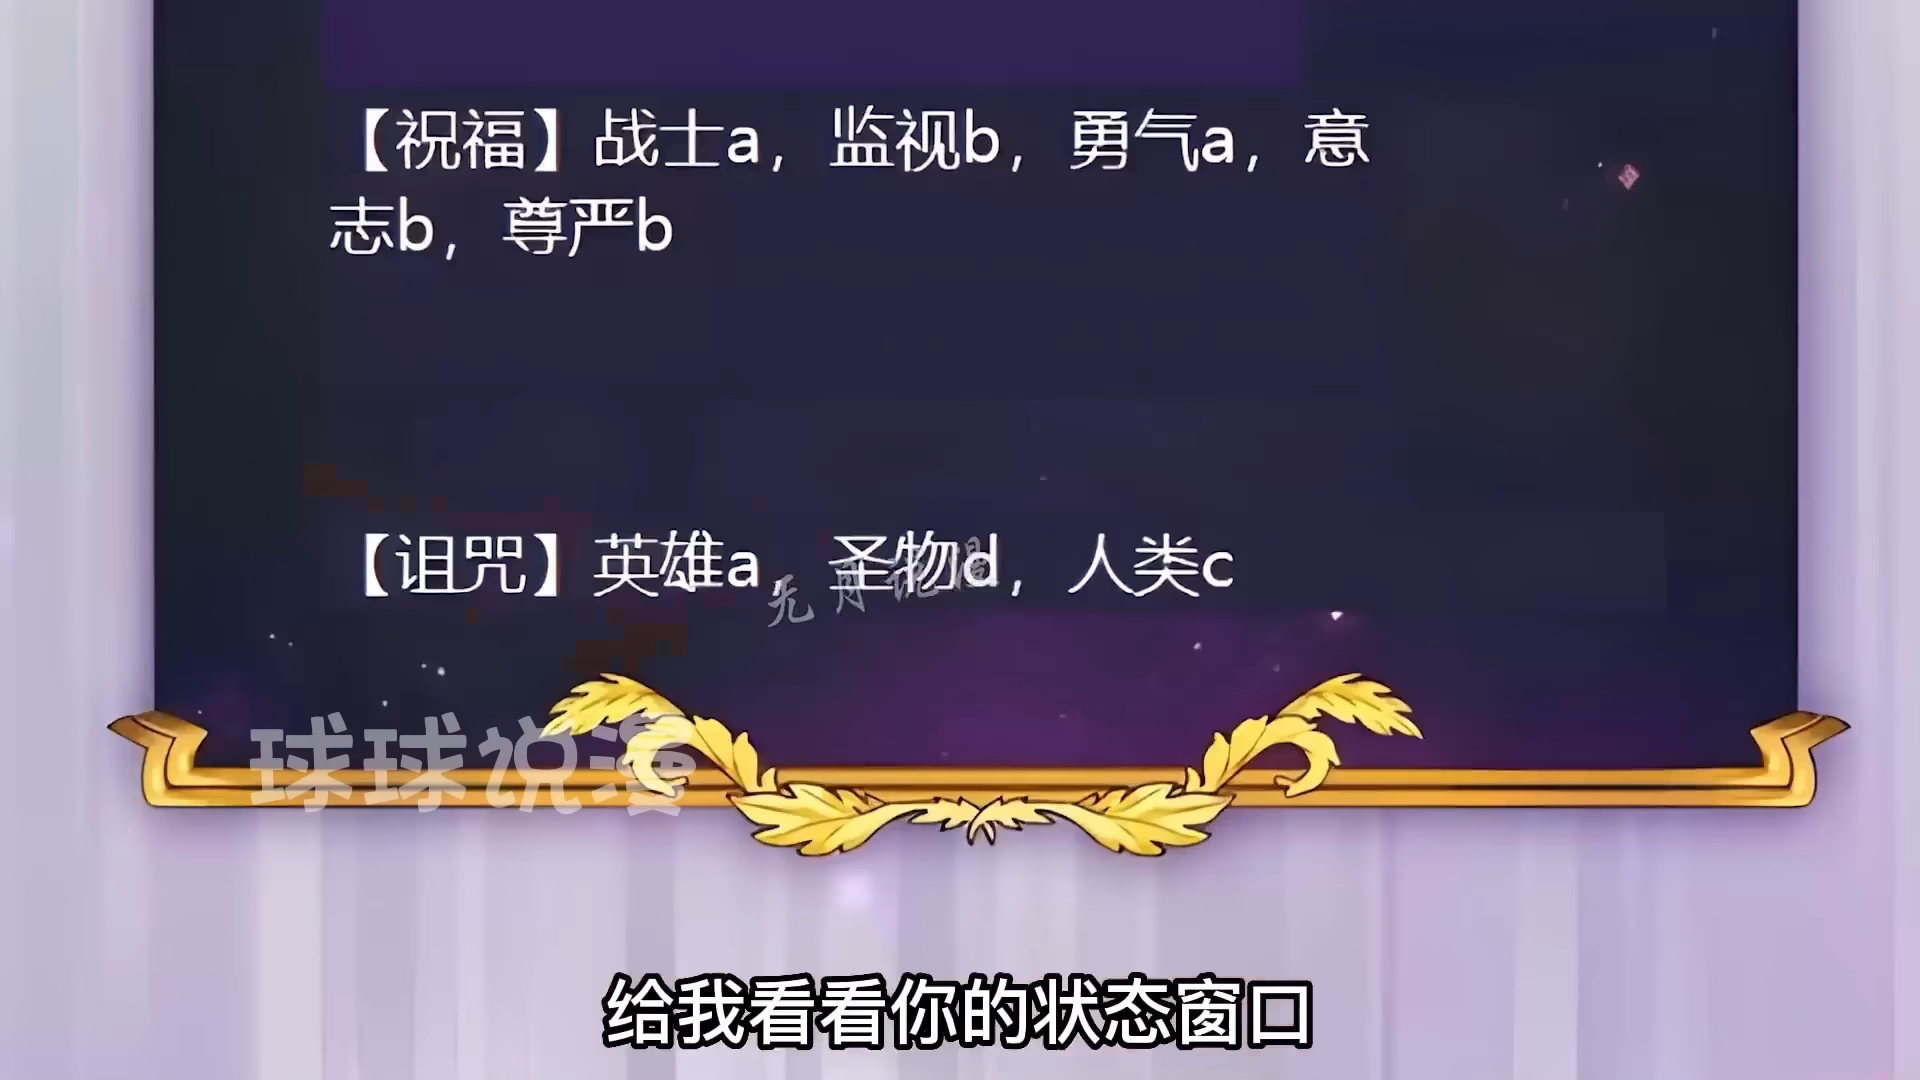 【祝福】战士a，监视b，勇气a，意
志b，尊严b
【诅咒】英雄a，圣物d，人类c
球球说漫
给我看看你的状态窗口